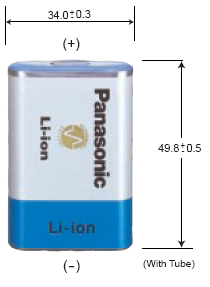 34.0±0.3
(+)
Panasonic
Li-ion
49.8±0.5
Li-ion
(-)
(With Tube)